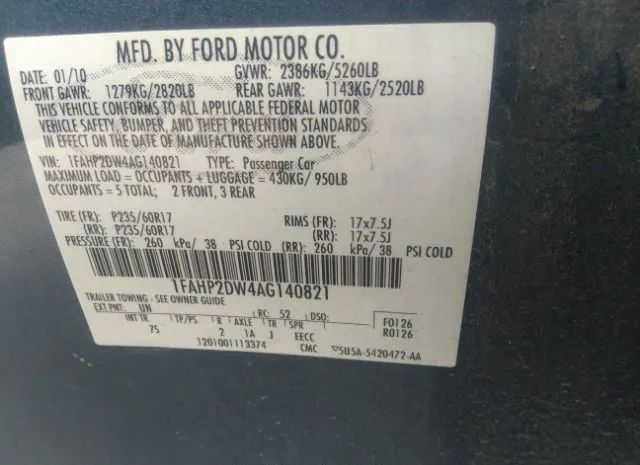 MFD. BY FORD MOTOR CO.
DATE: 01/10 GVWR: 2386KG/5260LB
FRONT GAWR: 1279KG/2820LB REAR GAWR: 1143KG/2520LB
THIS VEHICLE CONFORMS TO ALL APPLICABLE FEDERAL MOTOR
VEHICLE SAFETY, BUMPER, AND THEFT PREVENTION STANDARDS
IN EFFECT ON THE DATE OF MANUFACTURE SHOWN ABOVE.
VIN: 1FAHP2DW4AG140821 TYPE: Passenger Car
MAXIMUM LOAD = OCCUPANTS + LUGGAGE = 430KG/ 950LB
OCCUPANTS = 5 TOTAL; 2 FRONT, 3 REAR
TIRE (FR): P235/60R17 RIMS (FR): 17x7.5J
(RR): P235/60R17 (RR): 17x7.5J
PRESSURE (FR): 260 kPa/ 38 PSI COLD (RR): 260 kPa/ 38 PSI COLD
1FAHP2DW4AG140821
TRAILER TOWING - SEE OWNER GUIDE
EXT PNT: UN RC: 52 DSO: F0126
INT TR TP/PS R AXLE TR SPR R0126
7S 2 1A J EECC
1201001113374 CMC 5U5A-5420472-AA